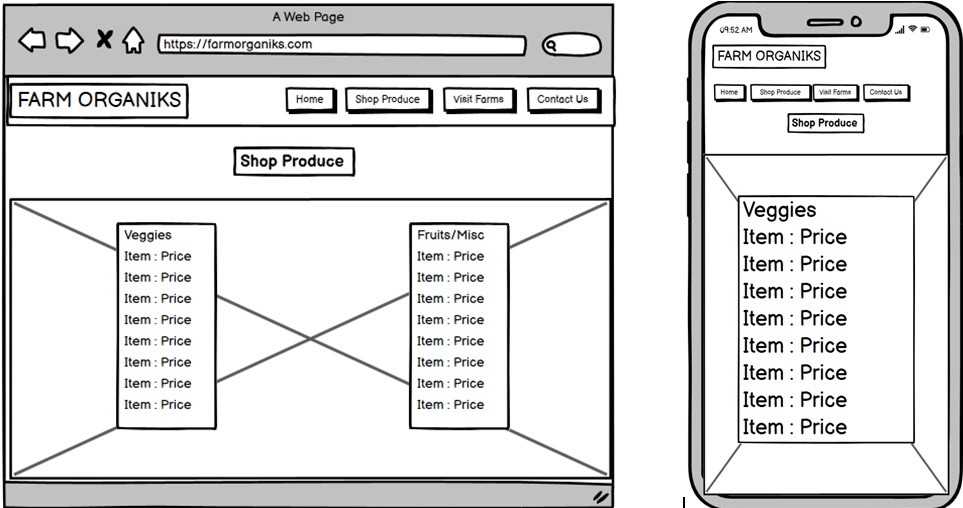 A Web Page
https://farmorganiks.com
FARM ORGANIKS
Home
Shop Produce
Visit Farms
Contact Us
Shop Produce
Veggies
Item : Price
Item : Price
Item : Price
Item : Price
Item : Price
Item : Price
Item : Price
Item : Price
Fruits/Misc
Item : Price
Item : Price
Item : Price
Item : Price
Item : Price
Item : Price
Item : Price
Item : Price
09:52 AM
FARM ORGANIKS
Home
Shop Produce
Visit Farms
Contact Us
Shop Produce
Veggies
Item : Price
Item : Price
Item : Price
Item : Price
Item : Price
Item : Price
Item : Price
Item : Price